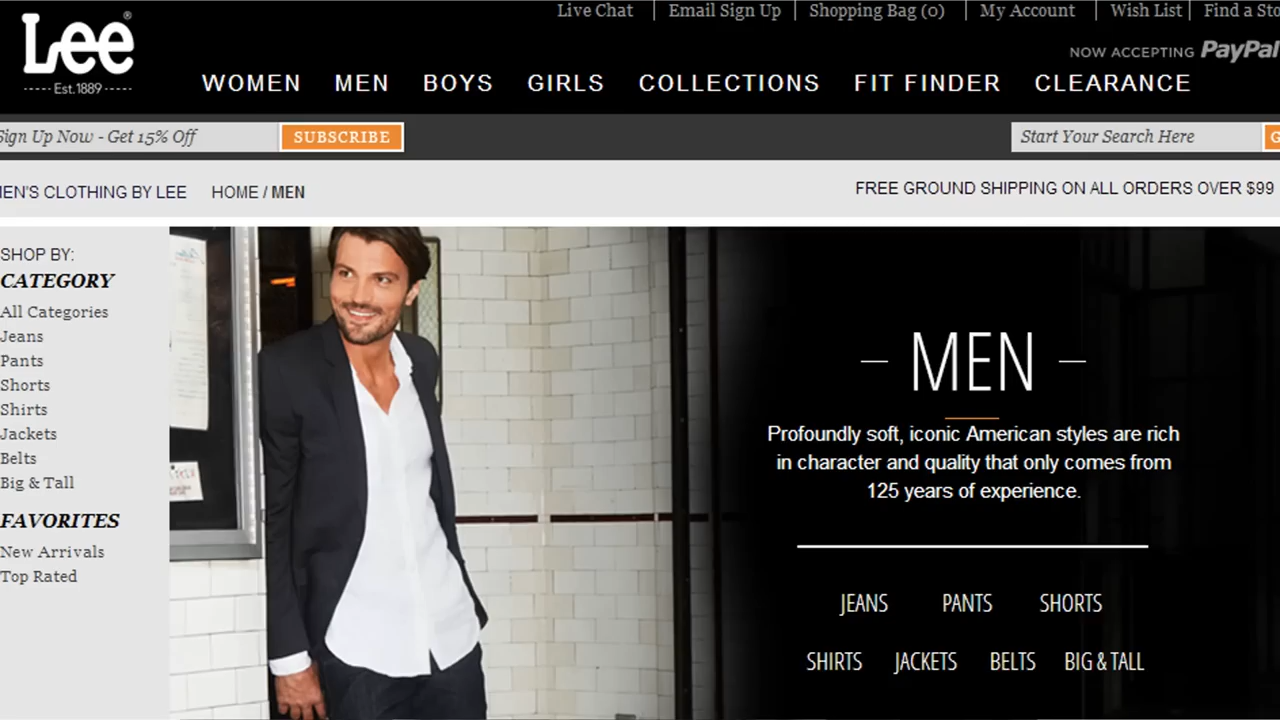 Lee®
Est. 1889
Live Chat
Email Sign Up
Shopping Bag (0)
My Account
Wish List
Find a Sto
NOW ACCEPTING PayPal
WOMEN
MEN
BOYS
GIRLS
COLLECTIONS
FIT FINDER
CLEARANCE
Sign Up Now - Get 15% Off
SUBSCRIBE
Start Your Search Here
G
MEN'S CLOTHING BY LEE
HOME / MEN
FREE GROUND SHIPPING ON ALL ORDERS OVER $99
SHOP BY:
CATEGORY
All Categories
Jeans
Pants
Shorts
Shirts
Jackets
Belts
Big & Tall
FAVORITES
New Arrivals
Top Rated
MEN
Profoundly soft, iconic American styles are rich
in character and quality that only comes from
125 years of experience.
JEANS
PANTS
SHORTS
SHIRTS
JACKETS
BELTS
BIG & TALL